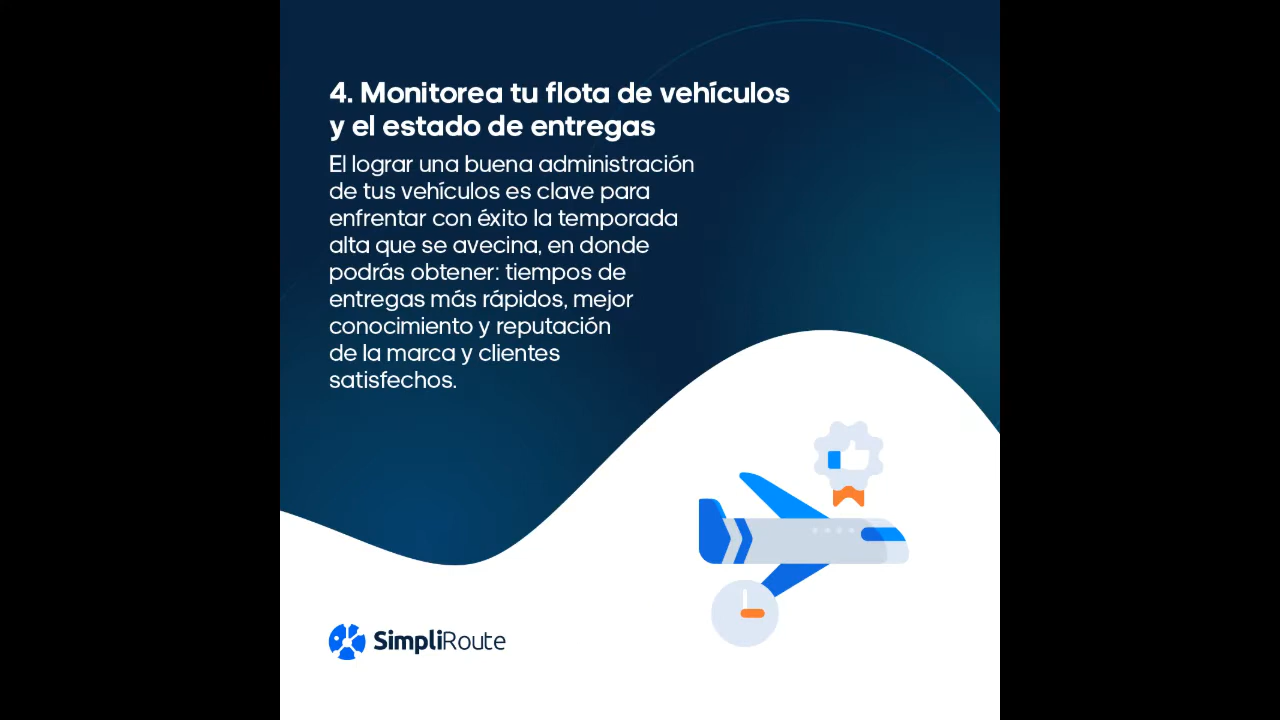 4. Monitorea tu flota de vehículos
y el estado de entregas
El lograr una buena administración
de tus vehículos es clave para
enfrentar con éxito la temporada
alta que se avecina, en donde
podrás obtener: tiempos de
entregas más rápidos, mejor
conocimiento y reputación
de la marca y clientes
satisfechos.
SimpliRoute